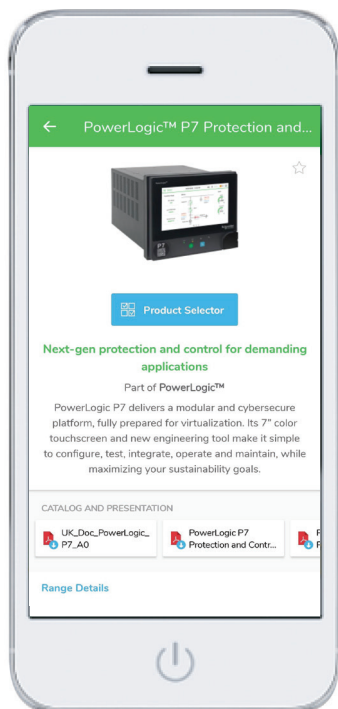 PowerLogic™ P7 Protection and...
P7
Product Selector
Next-gen protection and control for demanding
applications
Part of PowerLogic™
PowerLogic P7 delivers a modular and cybersecure
platform, fully prepared for virtualization. Its 7" color
touchscreen and new engineering tool make it simple
to configure, test, integrate, operate and maintain, while
maximizing your sustainability goals.
CATALOG AND PRESENTATION
UK_Doc_PowerLogic_
P7_A0
PowerLogic P7
Protection and Contr...
Range Details